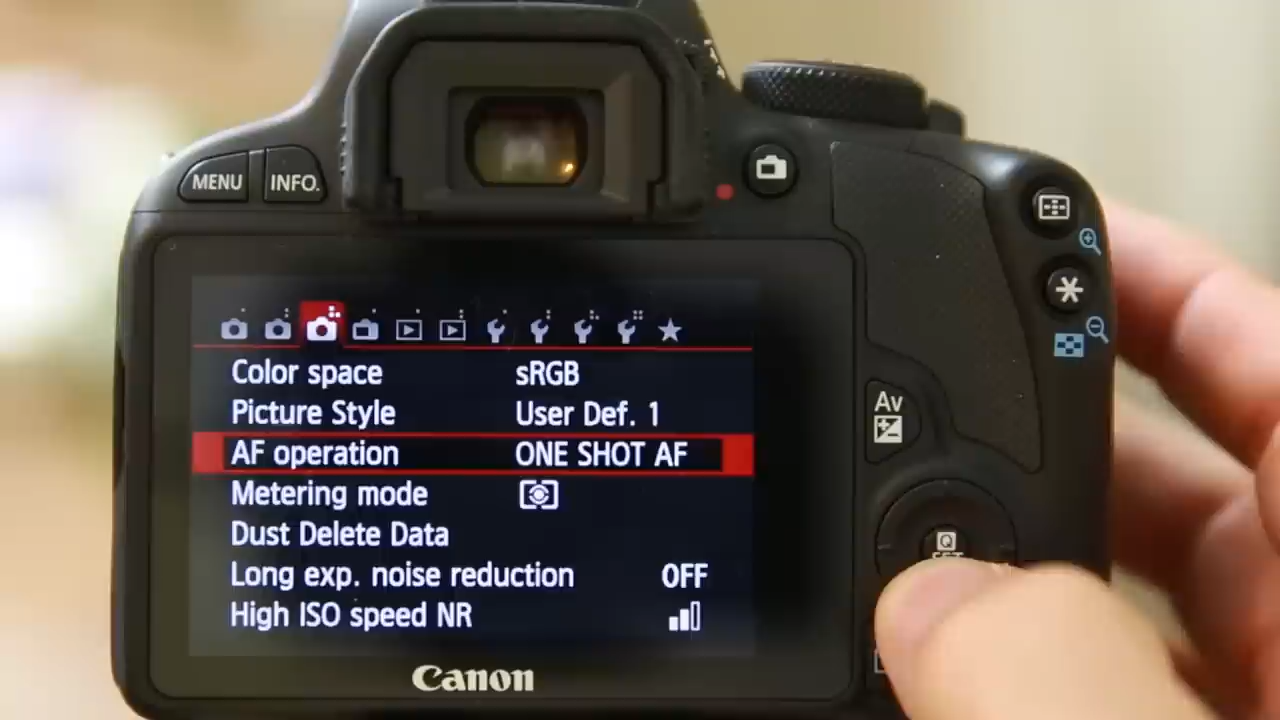 MENU
INFO.
Av
Q
SET
Color space sRGB
Picture Style User Def. 1
AF operation ONE SHOT AF
Metering mode
Dust Delete Data
Long exp. noise reduction OFF
High ISO speed NR
Canon